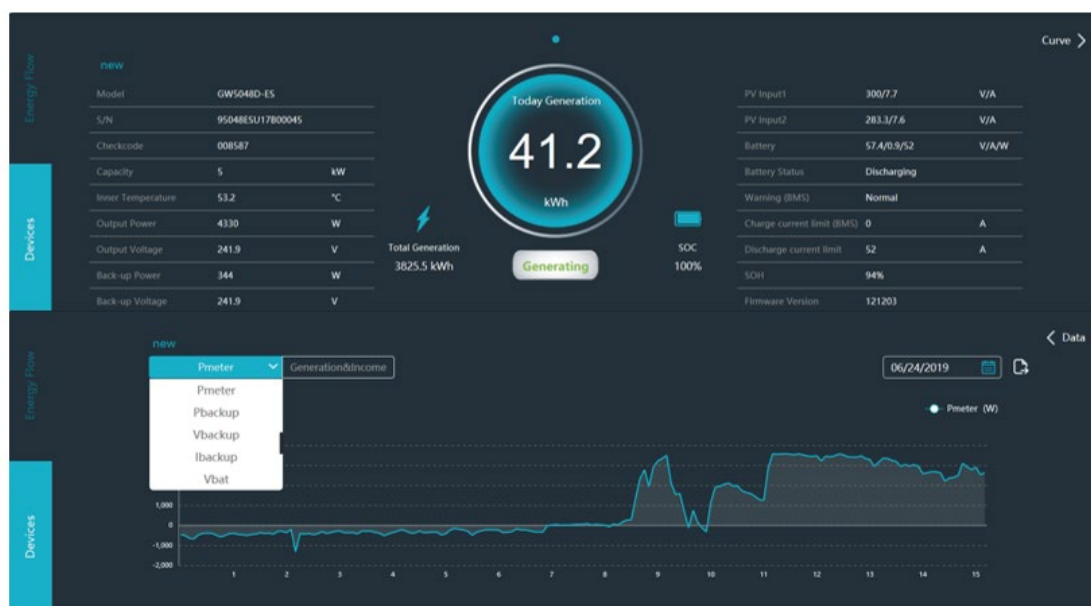 Energy Flow
Devices
new
Curve
Model GW5048D-ES
S/N 95048ESU17B00045
Checkcode 008587
Capacity 5 kW
Inner Temperature 53.2 °C
Output Power 4330 W
Output Voltage 241.9 V
Back-up Power 344 W
Back-up Voltage 241.9 V
Today Generation
41.2
kWh
Total Generation
3825.5 kWh
Generating
SOC
100%
PV Input1 300/7.7 V/A
PV Input2 283.3/7.6 V/A
Battery 57.4/0.9/52 V/A/W
Battery Status Discharging
Warning (BMS) Normal
Charge current limit (BMS) 0 A
Discharge current limit 52 A
SOH 94%
Firmware Version 121203
Energy Flow
Devices
new
Data
Pmeter Generation&Income
06/24/2019
Pmeter
Pbackup
Vbackup
Ibackup
Vbat
Pmeter (W)
1,000
0
-1,000
-2,000
1 2 3 4 5 6 7 8 9 10 11 12 13 14 15